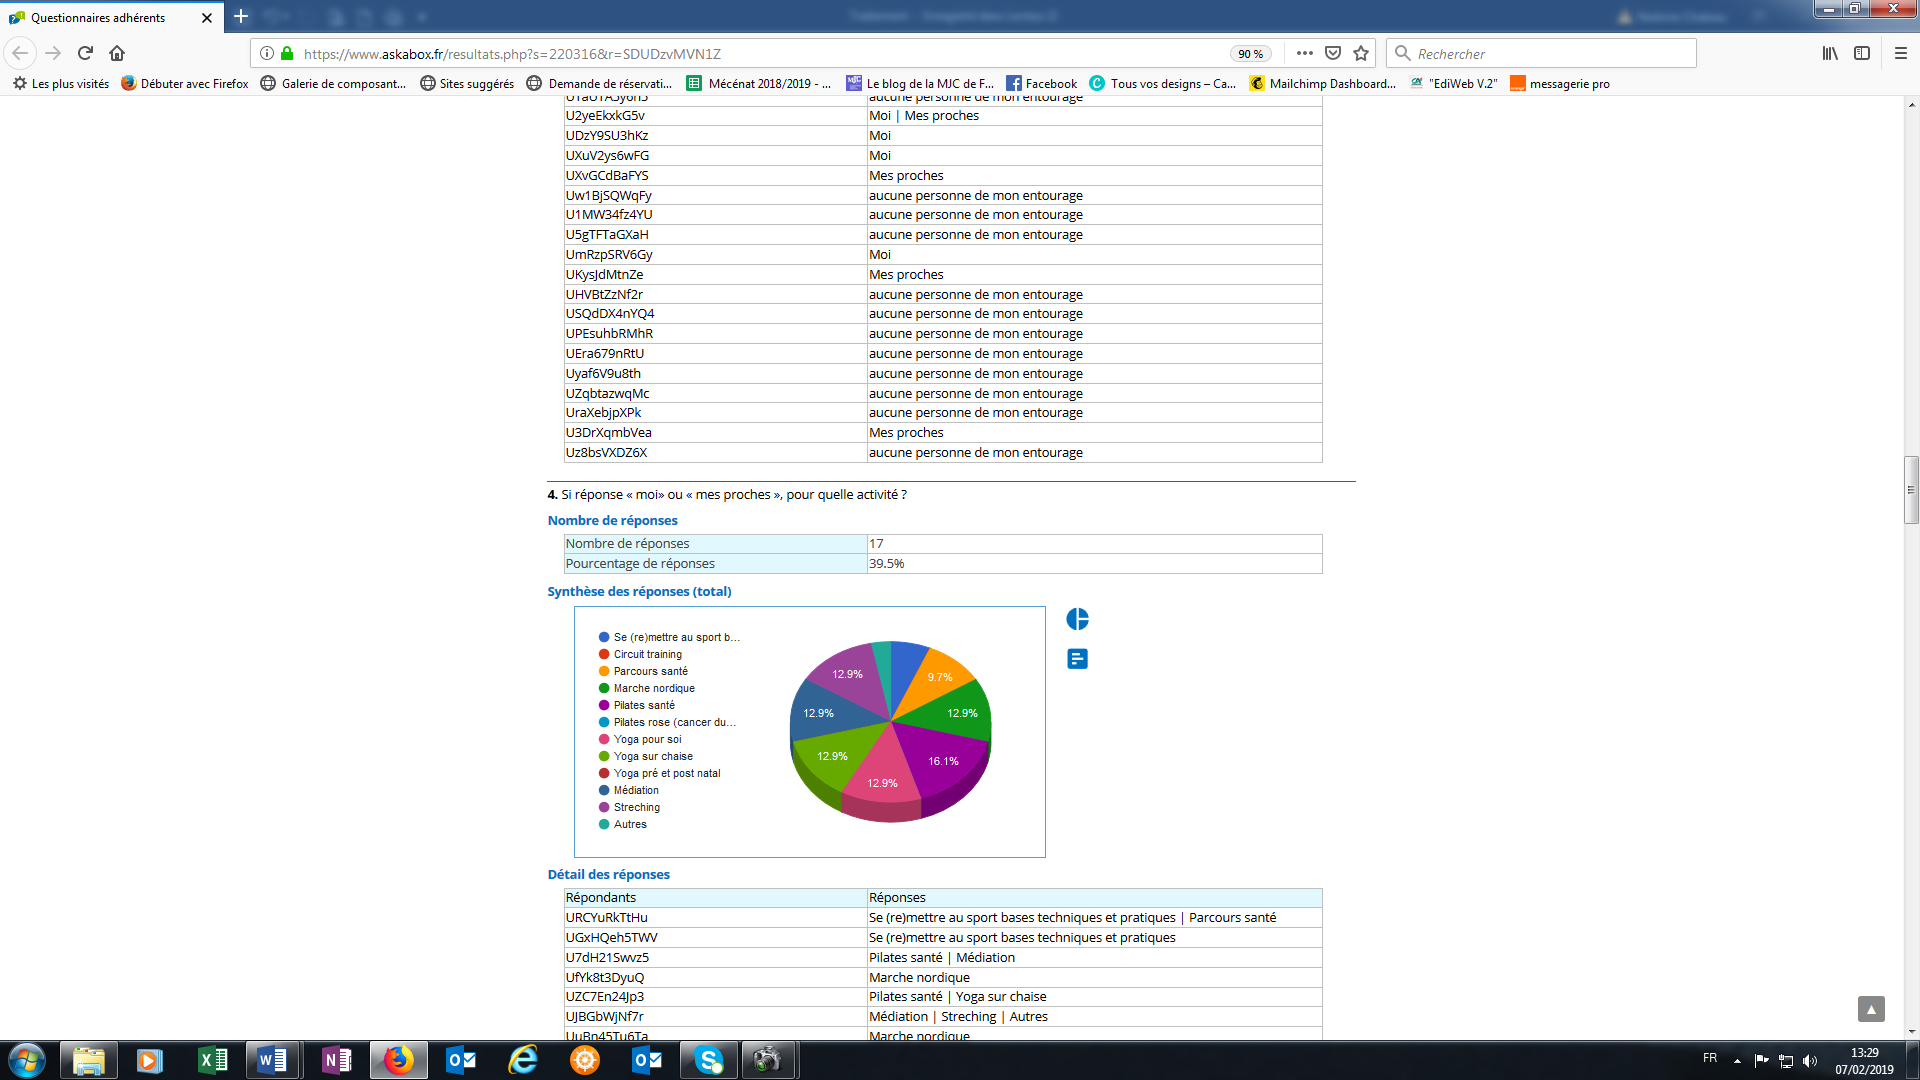 Questionnaires adhérents
https://www.askabox.fr/resultats.php?s=220316&r=SDUDzvMVN1Z
90 %
Rechercher
Les plus visités
Débuter avec Firefox
Galerie de composant...
Sites suggérés
Demande de réservati...
Mécénat 2018/2019 - ...
Le blog de la MJC de F...
Facebook
Tous vos designs – Ca...
Mailchimp Dashboard...
"EdiWeb V.2"
messagerie pro
aucune personne de mon entourage
U2yeEkxkG5v Moi | Mes proches
UDzY9SU3hKz Moi
UXuV2ys6wFG Moi
UXvGCdBaFYS Mes proches
Uw1BjSQWqFy aucune personne de mon entourage
U1MW34fz4YU aucune personne de mon entourage
U5gTFTaGXaH aucune personne de mon entourage
UmRzpSRV6Gy Moi
UKysJdMtnZe Mes proches
UHVBtZzNf2r aucune personne de mon entourage
USQdDX4nYQ4 aucune personne de mon entourage
UPEsuhbRMhR aucune personne de mon entourage
UEra679nRtU aucune personne de mon entourage
Uyaf6V9u8th aucune personne de mon entourage
UZqbtazwqMc aucune personne de mon entourage
UraXebjpXPk aucune personne de mon entourage
U3DrXqmbVea Mes proches
Uz8bsVXDZ6X aucune personne de mon entourage
4. Si réponse « moi» ou « mes proches », pour quelle activité ?
Nombre de réponses
Nombre de réponses 17
Pourcentage de réponses 39.5%
Synthèse des réponses (total)
Se (re)mettre au sport b...
Circuit training
Parcours santé
Marche nordique
Pilates santé
Pilates rose (cancer du...
Yoga pour soi
Yoga sur chaise
Yoga pré et post natal
Médiation
Streching
Autres
12.9%
9.7%
12.9%
12.9%
12.9%
16.1%
12.9%
Détail des réponses
Répondants Réponses
URCYuRkTtHu Se (re)mettre au sport bases techniques et pratiques | Parcours santé
UGxHQeh5TWV Se (re)mettre au sport bases techniques et pratiques
U7dH21Swvz5 Pilates santé | Médiation
UfYk8t3DyuQ Marche nordique
UZC7En24Jp3 Pilates santé | Yoga sur chaise
UJBGbWjNf7r Médiation | Streching | Autres
UuBn45Tu6Ta Marche nordique
FR
13:29
07/02/2019